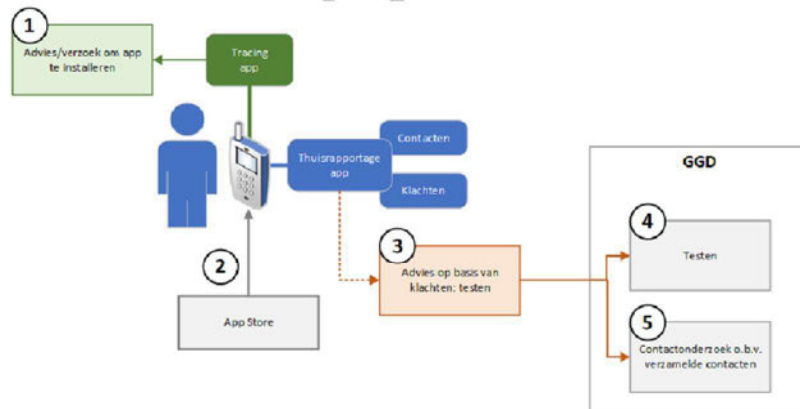 1
Advies/verzoek om app
te installeren
Tracing
app
Contacten
Thuisrapportage
app
Klachten
GGD
2
3
Advies op basis van
klachten: testen
4
Testen
App Store
5
Contactonderzoek o.b.v.
verzamelde contacten